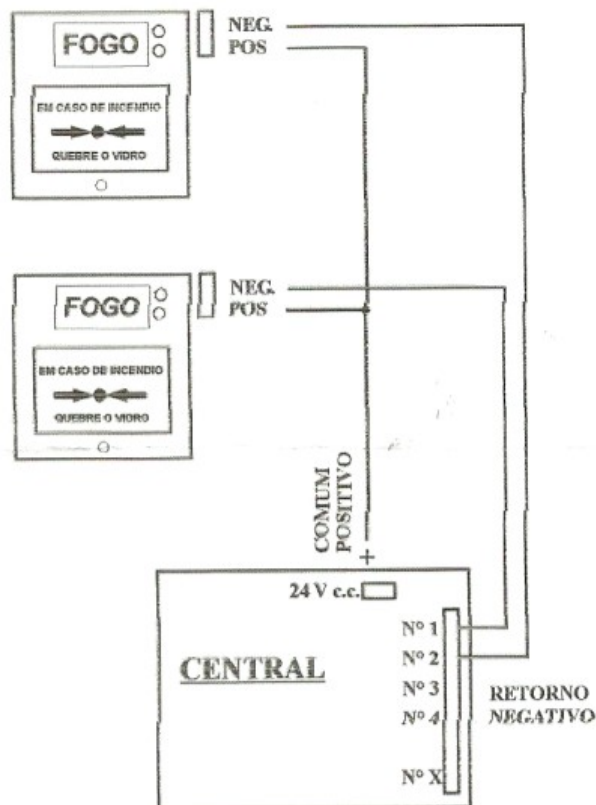 FOGO
NEG.
POS
EM CASO DE INCENDIO
QUEBRE O VIDRO
FOGO
NEG.
POS
EM CASO DE INCENDIO
QUEBRE O VIDRO
COMUM
POSITIVO
+
24 V c.c.
CENTRAL
Nº 1
Nº 2
Nº 3
Nº 4
Nº X
RETORNO
NEGATIVO